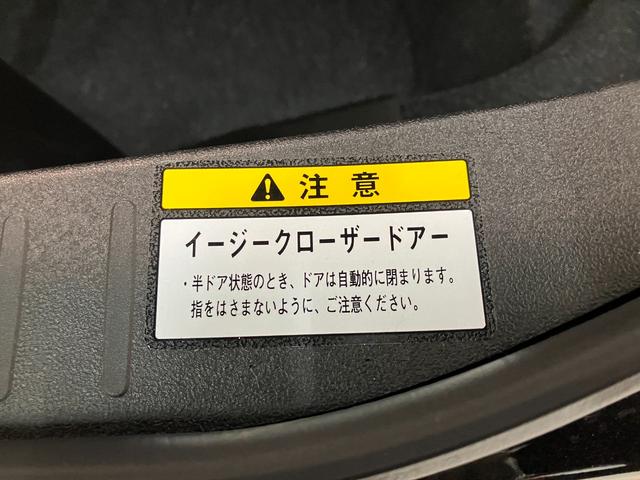 ⚠注意
イージークローザードアー
・半ドア状態のとき、ドアは自動的に閉まります。
指をはさまないように、ご注意ください。